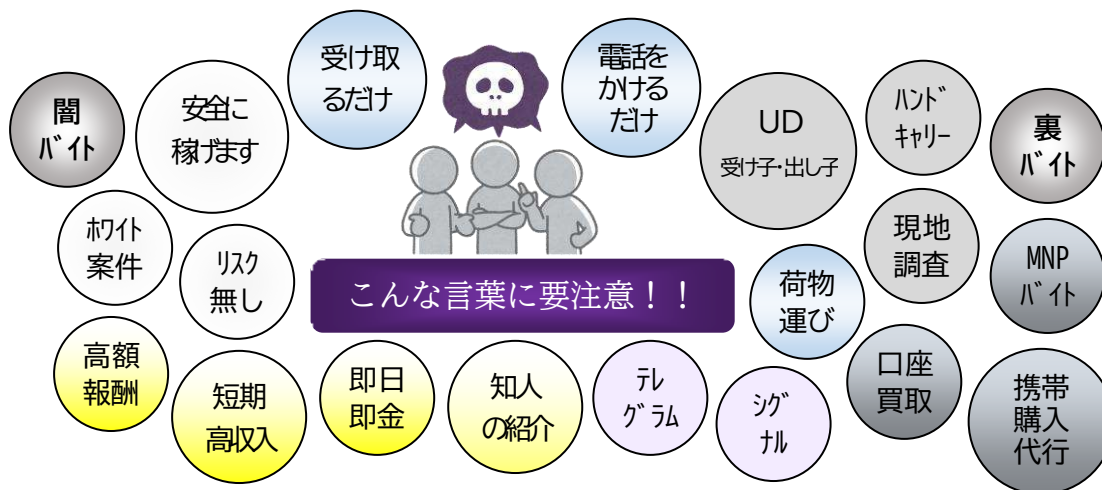 闇
ﾊﾞｲﾄ
安全に
稼げます
受け取
るだけ
電話を
かける
だけ
UD
受け子・出し子
ﾊﾝﾄﾞ
ｷｬﾘｰ
裏
ﾊﾞｲﾄ
ﾎﾜｲﾄ
案件
ﾘｽｸ
無し
こんな言葉に要注意！！
荷物
運び
現地
調査
MNP
ﾊﾞｲﾄ
高額
報酬
短期
高収入
即日
即金
知人
の紹介
ﾃﾚ
ｸﾞﾗﾑ
ｼｸﾞ
ﾅﾙ
口座
買取
携帯
購入
代行